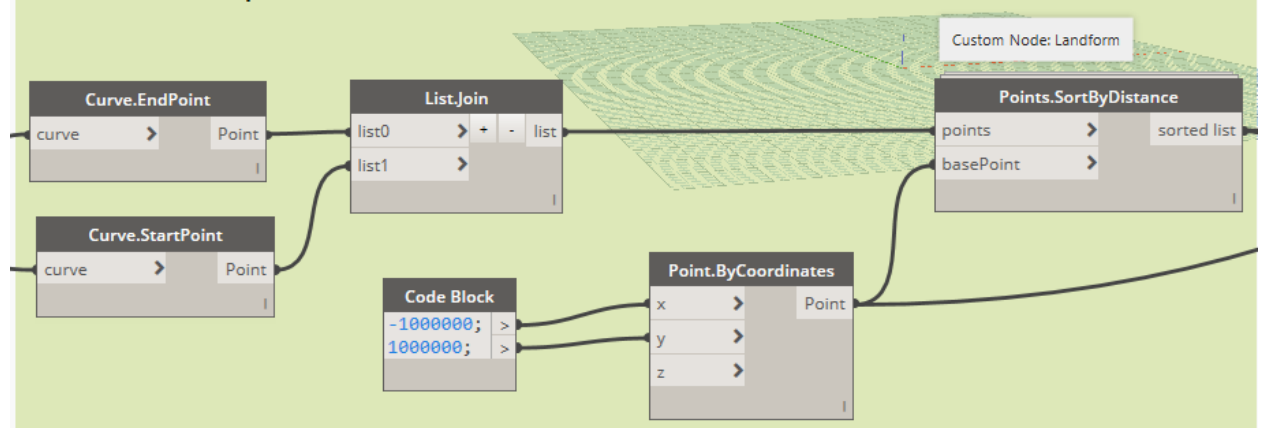 Custom Node: Landform
Curve.EndPoint
curve > Point
l
List.Join
list0 > + - list
list1 >
l
Points.SortByDistance
points > sorted list
basePoint >
l
Curve.StartPoint
curve > Point
l
Code Block
-1000000; >
1000000; >
Point.ByCoordinates
x > Point
y >
z >
l